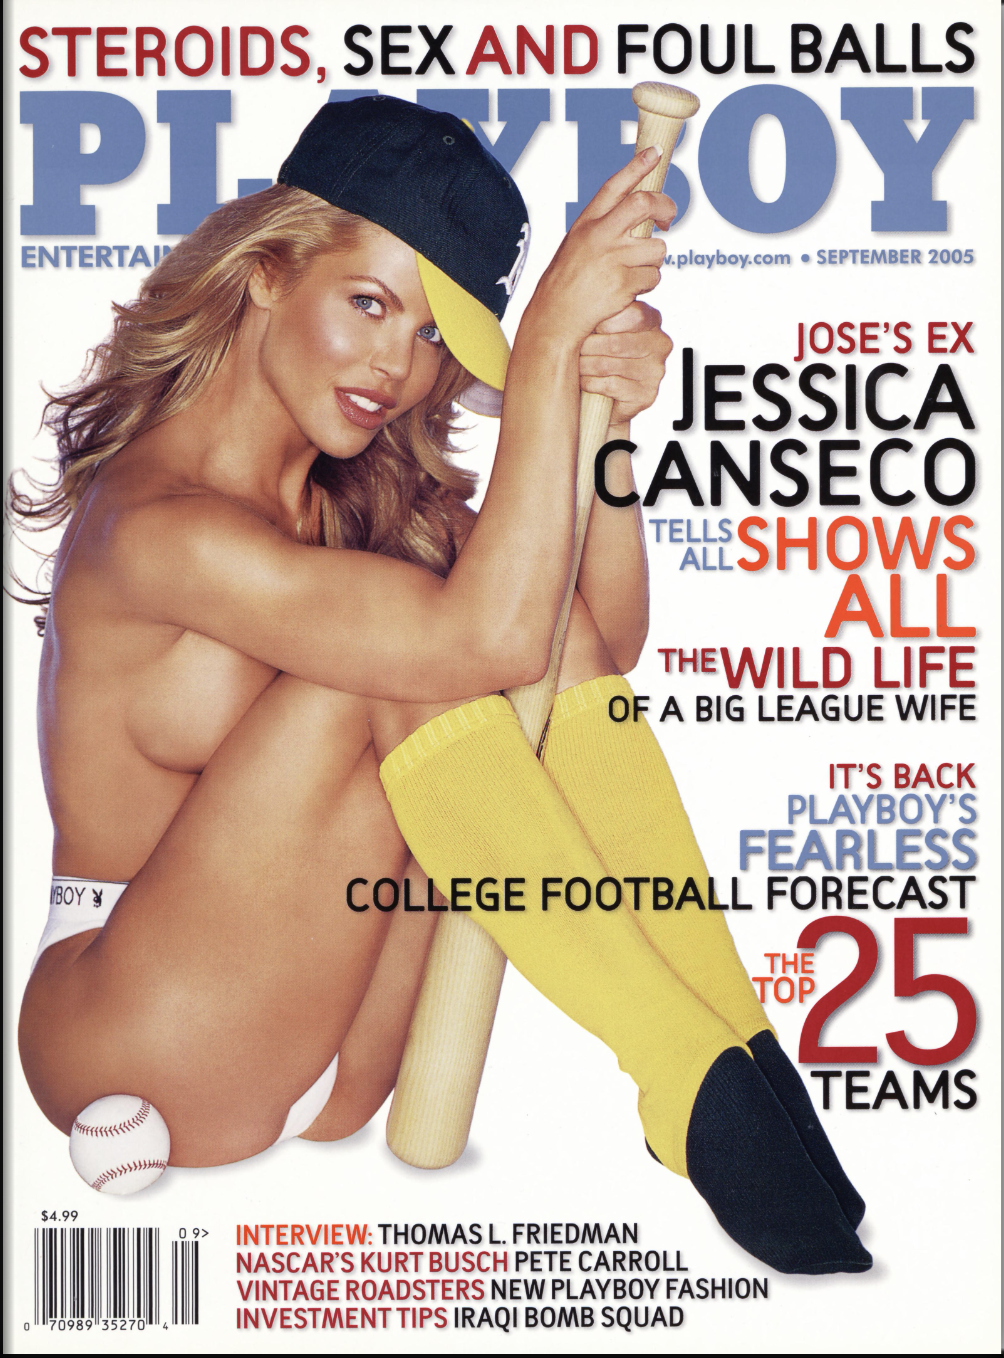 STEROIDS, SEX AND FOUL BALLS
PLAYBOY
ENTERTAIN www.playboy.com • SEPTEMBER 2005
JOSE'S EX
JESSICA
CANSECO
TELLS ALL SHOWS
ALL
THE WILD LIFE
OF A BIG LEAGUE WIFE
IT'S BACK
PLAYBOY'S
FEARLESS
COLLEGE FOOTBALL FORECAST
THE TOP 25
TEAMS
YBOY
$4.99
09>
0 70989 35270 4
INTERVIEW: THOMAS L. FRIEDMAN
NASCAR'S KURT BUSCH PETE CARROLL
VINTAGE ROADSTERS NEW PLAYBOY FASHION
INVESTMENT TIPS IRAQI BOMB SQUAD